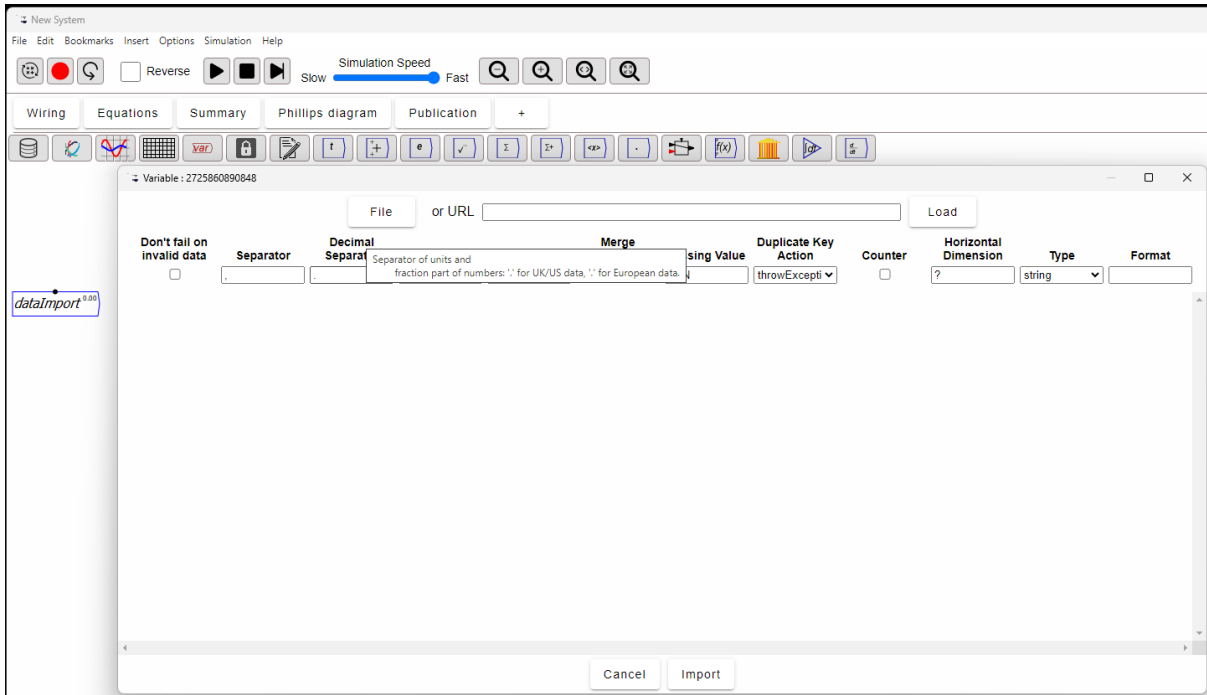 New System
File Edit Bookmarks Insert Options Simulation Help
Reverse
Simulation Speed
Slow
Fast
Wiring Equations Summary Phillips diagram Publication +
var t e √ Σ Σ+ <x> . f(x) ∫dt d/dt
Variable : 2725860890848
File or URL Load
Don't fail on invalid data
Separator
Decimal
Merge
Duplicate Key Action
Counter
Horizontal Dimension
Type
Format
Separator of units and
fraction part of numbers: '.' for UK/US data, '.' for European data.
sing Value
, . throwExcepti ? string
dataImport 0.00
Cancel Import